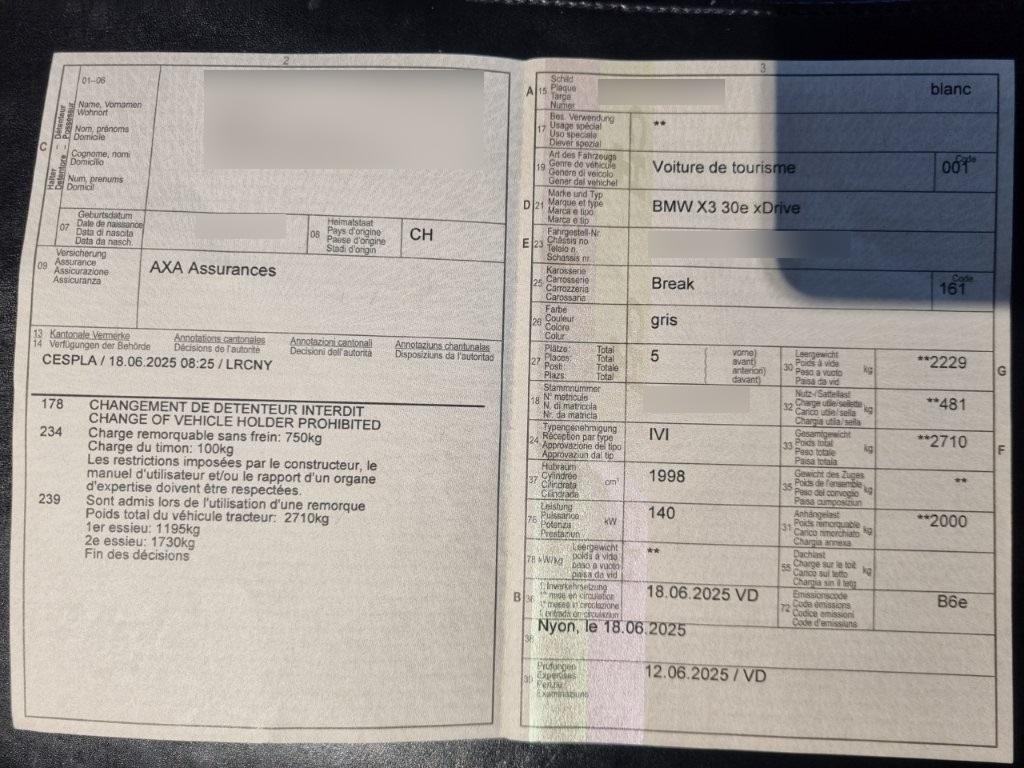 2
01–06
Name, Vornamen
Wohnort
Nom, prénoms
Domicile
Cognome, nomi
Domicilio
Num, prenums
Domicil
C
Halter – Détenteur
Detentore – Possessur
07
Geburtsdatum
Date de naissance
Data di nascita
Data da nasch.
08
Heimatstaat
Pays d'origine
Paese d'origine
Stadi d'origin
CH
09
Versicherung
Assurance
Assicurazione
Assicuranza
AXA Assurances
13 Kantonale Vermerke Annotations cantonales Annotazioni cantonali Annotaziuns chantunalas
14 Verfügungen der Behörde Décisions de l'autorité Decisioni dell'autorità Disposiziuns da l'autoritad
CESPLA / 18.06.2025 08:25 / LRCNY
178 CHANGEMENT DE DETENTEUR INTERDIT
CHANGE OF VEHICLE HOLDER PROHIBITED
234 Charge remorquable sans frein: 750kg
Charge du timon: 100kg
Les restrictions imposées par le constructeur, le
manuel d'utilisateur et/ou le rapport d'un organe
d'expertise doivent être respectées.
239 Sont admis lors de l'utilisation d'une remorque
Poids total du véhicule tracteur: 2710kg
1er essieu: 1195kg
2e essieu: 1730kg
Fin des décisions
3
A 15
Schild
Plaque
Targa
Numer
blanc
17
Bes. Verwendung
Usage spécial
Uso speciale
Diever spezial
**
19
Art des Fahrzeugs
Genre de véhicule
Genere di veicolo
Gener dal vehichel
Voiture de tourisme
Code
001
D 21
Marke und Typ
Marque et type
Marca e tipo
Marca e tip
BMW X3 30e xDrive
E 23
Fahrgestell-Nr.
Châssis no
Telaio n.
Schassis nr.
25
Karosserie
Carrosserie
Carrozzeria
Carossaria
Break
Code
161
26
Farbe
Couleur
Colore
Colur
gris
27
Plätze: Total
Places: Total
Posti: Totale
Plazs: Total
5
vorne)
avant)
anteriori)
davant)
30
Leergewicht
Poids à vide
Peso a vuoto
Paisa da vid
kg
**2229
G
18
Stammnummer
N° matricule
N. di matricola
Nr. da matricla
32
Nutz-/Sattellast
Charge utile/sellette
Carico utile/sella
Chargia utila/sella
kg
**481
24
Typengenehmigung
Réception par type
Approvazione del tipo
Approvaziun dal tip
IVI
33
Gesamtgewicht
Poids total
Peso totale
Paisa totala
kg
**2710
F
37
Hubraum
Cylindrée
Cilindrata
Cilindrada
cm³
1998
35
Gewicht des Zuges
Poids de l'ensemble
Peso del convoglio
Paisa cumposiziun
kg
**
76
Leistung
Puissance
Potenza
Prestaziun
kW
140
31
Anhängelast
Poids remorquable
Carico rimorchiato
Chargia annexa
kg
**2000
78 kW/kg
Leergewicht
poids à vide
peso a vuoto
paisa da vid
**
55
Dachlast
Charge sur le toit
Carico sul tetto
Chargia sin il tetg
kg
B 36
1. Inverkehrsetzung
1re mise en circulation
1a messa in circolazione
1. entrada en circulaziun
18.06.2025 VD
72
Emissionscode
Code émissions
Codice emissioni
Code d'emissiuns
B6e
38
Nyon, le 18.06.2025
39
Prüfungen
Expertises
Perizie
Examinaziuns
12.06.2025 / VD